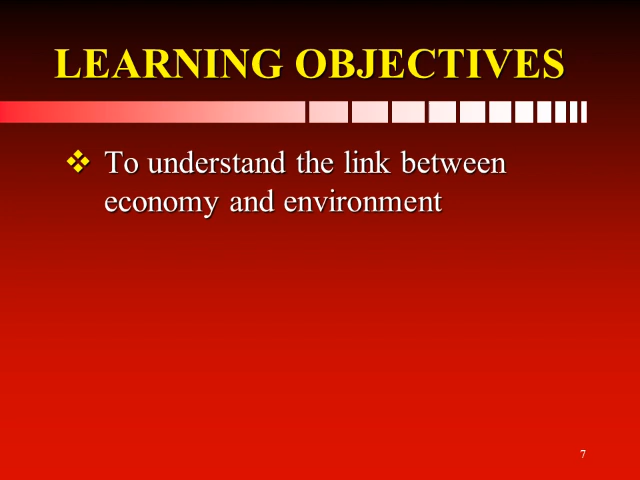 LEARNING OBJECTIVES
To understand the link between
economy and environment
7